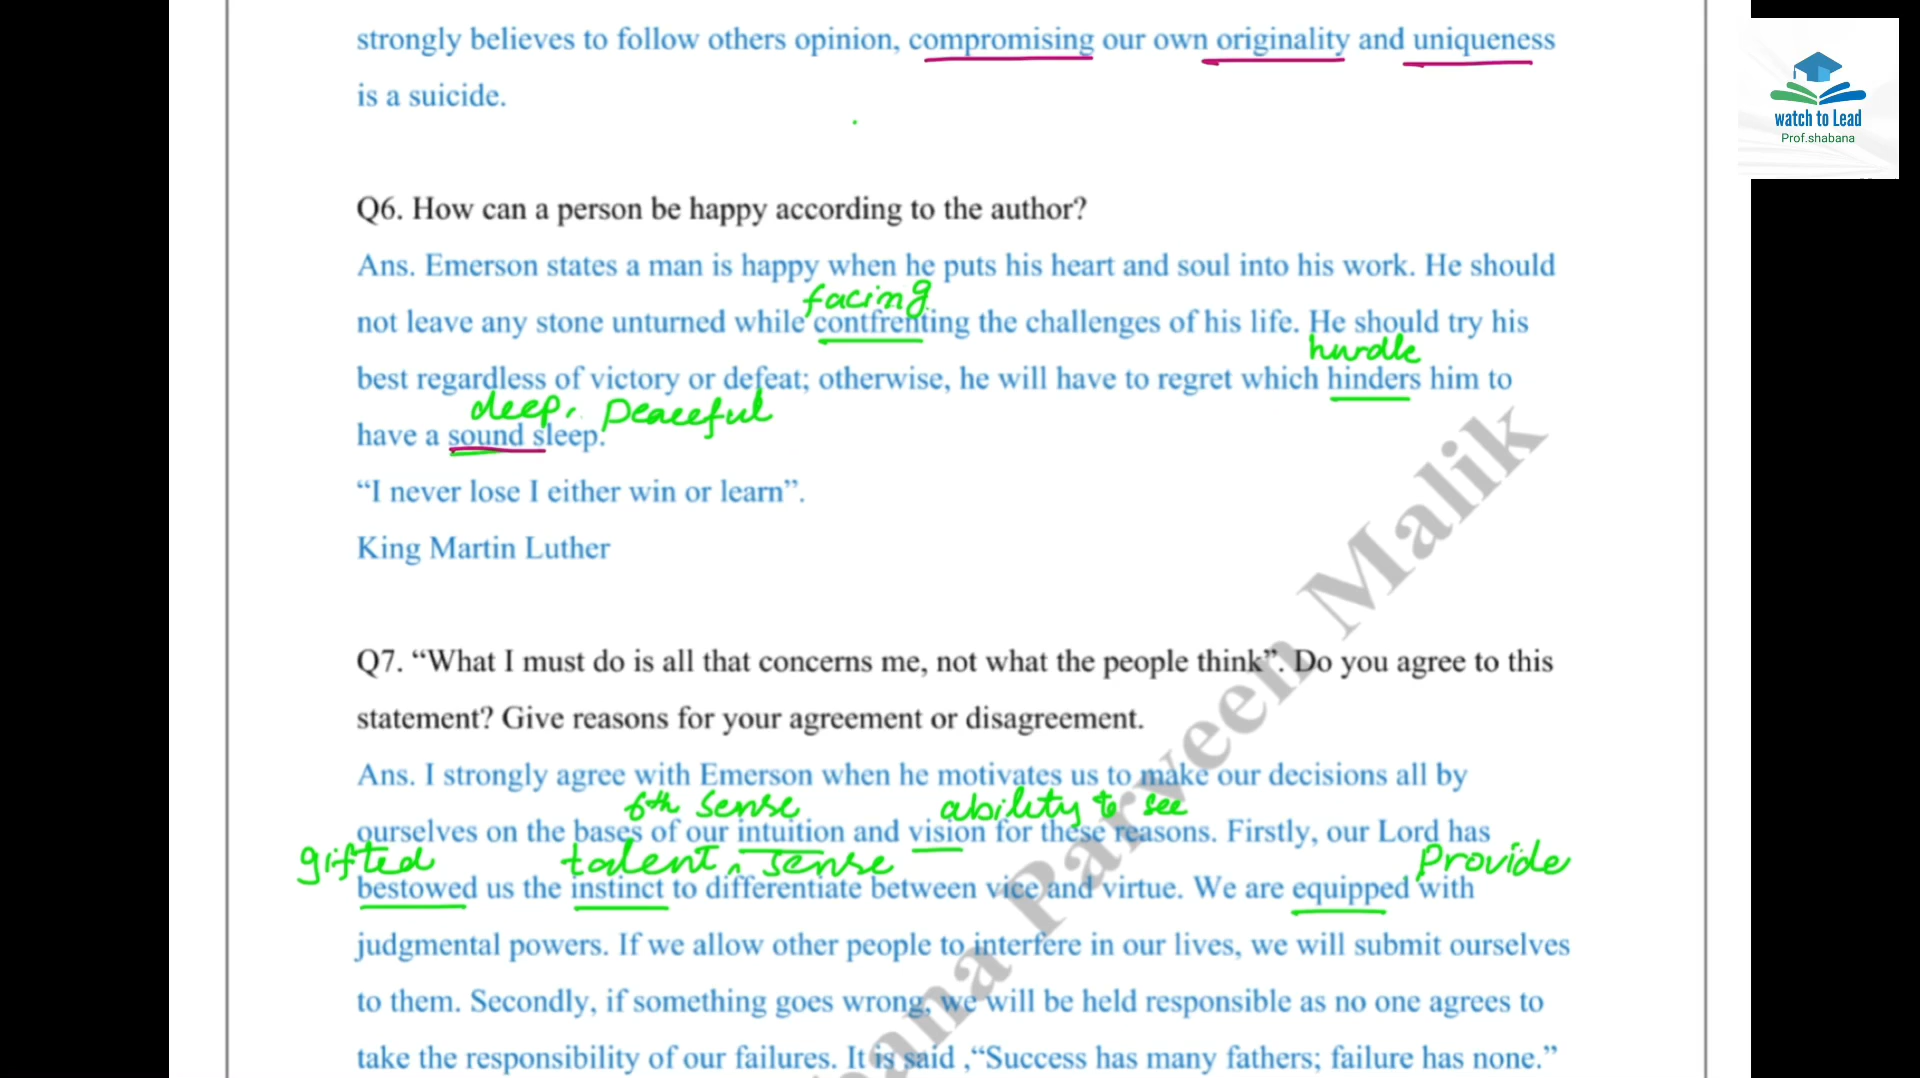 strongly believes to follow others opinion, compromising our own originality and uniqueness
is a suicide.
watch to Lead
Prof.shabana
Q6. How can a person be happy according to the author?
Ans. Emerson states a man is happy when he puts his heart and soul into his work. He should
facing
not leave any stone unturned while contfrenting the challenges of his life. He should try his
hurdle
best regardless of victory or defeat; otherwise, he will have to regret which hinders him to
deep, Peaceful
have a sound sleep.
“I never lose I either win or learn”.
King Martin Luther
Q7. “What I must do is all that concerns me, not what the people think”. Do you agree to this
statement? Give reasons for your agreement or disagreement.
Ans. I strongly agree with Emerson when he motivates us to make our decisions all by
6th sense ability to see
ourselves on the bases of our intuition and vision for these reasons. Firstly, our Lord has
gifted talent, sense Provide
bestowed us the instinct to differentiate between vice and virtue. We are equipped with
judgmental powers. If we allow other people to interfere in our lives, we will submit ourselves
to them. Secondly, if something goes wrong, we will be held responsible as no one agrees to
take the responsibility of our failures. It is said ,“Success has many fathers; failure has none.”
ana Parveen Malik